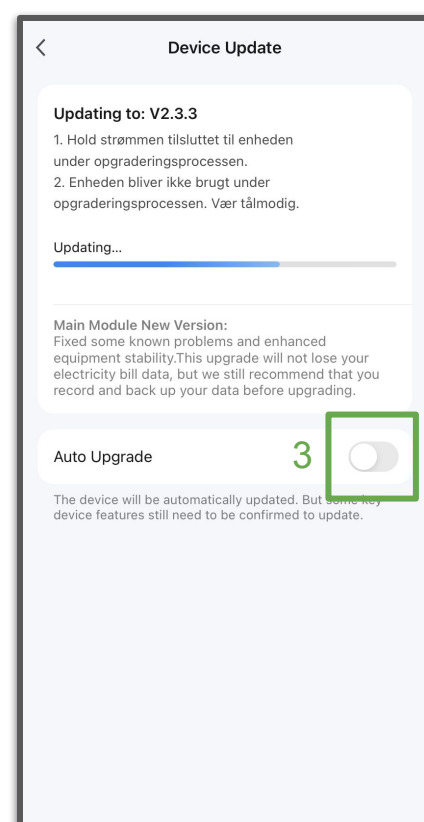 Device Update
Updating to: V2.3.3
1. Hold strømmen tilsluttet til enheden
under opgraderingsprocessen.
2. Enheden bliver ikke brugt under
opgraderingsprocessen. Vær tålmodig.
Updating...
Main Module New Version:
Fixed some known problems and enhanced
equipment stability.This upgrade will not lose your
electricity bill data, but we still recommend that you
record and back up your data before upgrading.
Auto Upgrade 3
The device will be automatically updated. But some key
device features still need to be confirmed to update.